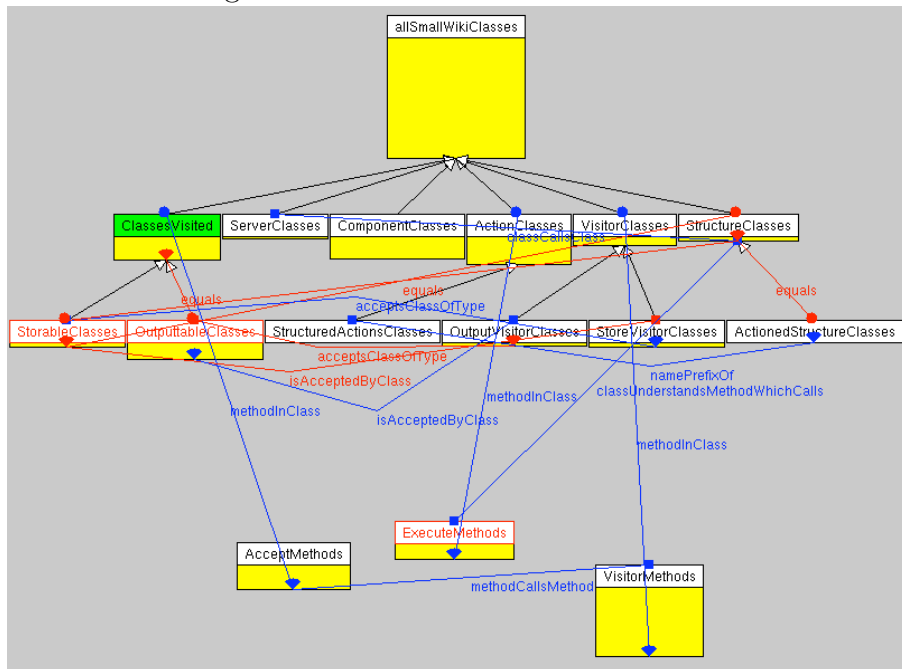 allSmallWikiClasses
ClassesVisited
ServerClasses
ComponentClasses
ActionClasses
VisitorClasses
StructureClasses
classCallsClass
equals
equals
equals
acceptsClassOfType
StorableClasses
OutputtableClasses
StructuredActionsClasses
OutputVisitorClasses
StoreVisitorClasses
ActionedStructureClasses
acceptsClassOfType
isAcceptedByClass
namePrefixOf
methodInClass
isAcceptedByClass
methodInClass
classUnderstandsMethodWhichCalls
methodInClass
ExecuteMethods
AcceptMethods
methodCallsMethod
VisitorMethods